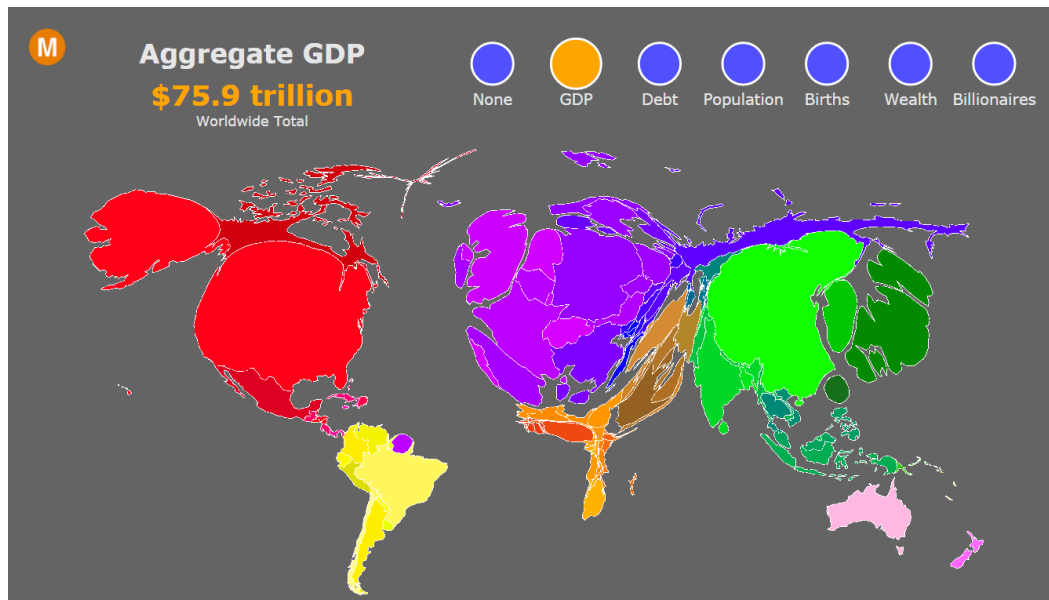 M
Aggregate GDP
$75.9 trillion
Worldwide Total
None
GDP
Debt
Population
Births
Wealth
Billionaires